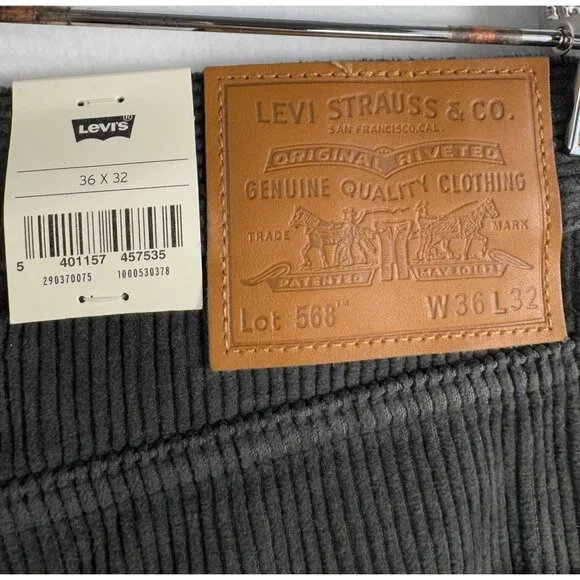 LEVI'S®
36 X 32
5 401157 457535
290370075 1000530378
LEVI STRAUSS & CO.
SAN FRANCISCO, CAL.
ORIGINAL RIVETED
GENUINE QUALITY CLOTHING
TRADE MARK
PATENTED MAY 20 1873
Lot 568™ W36 L32